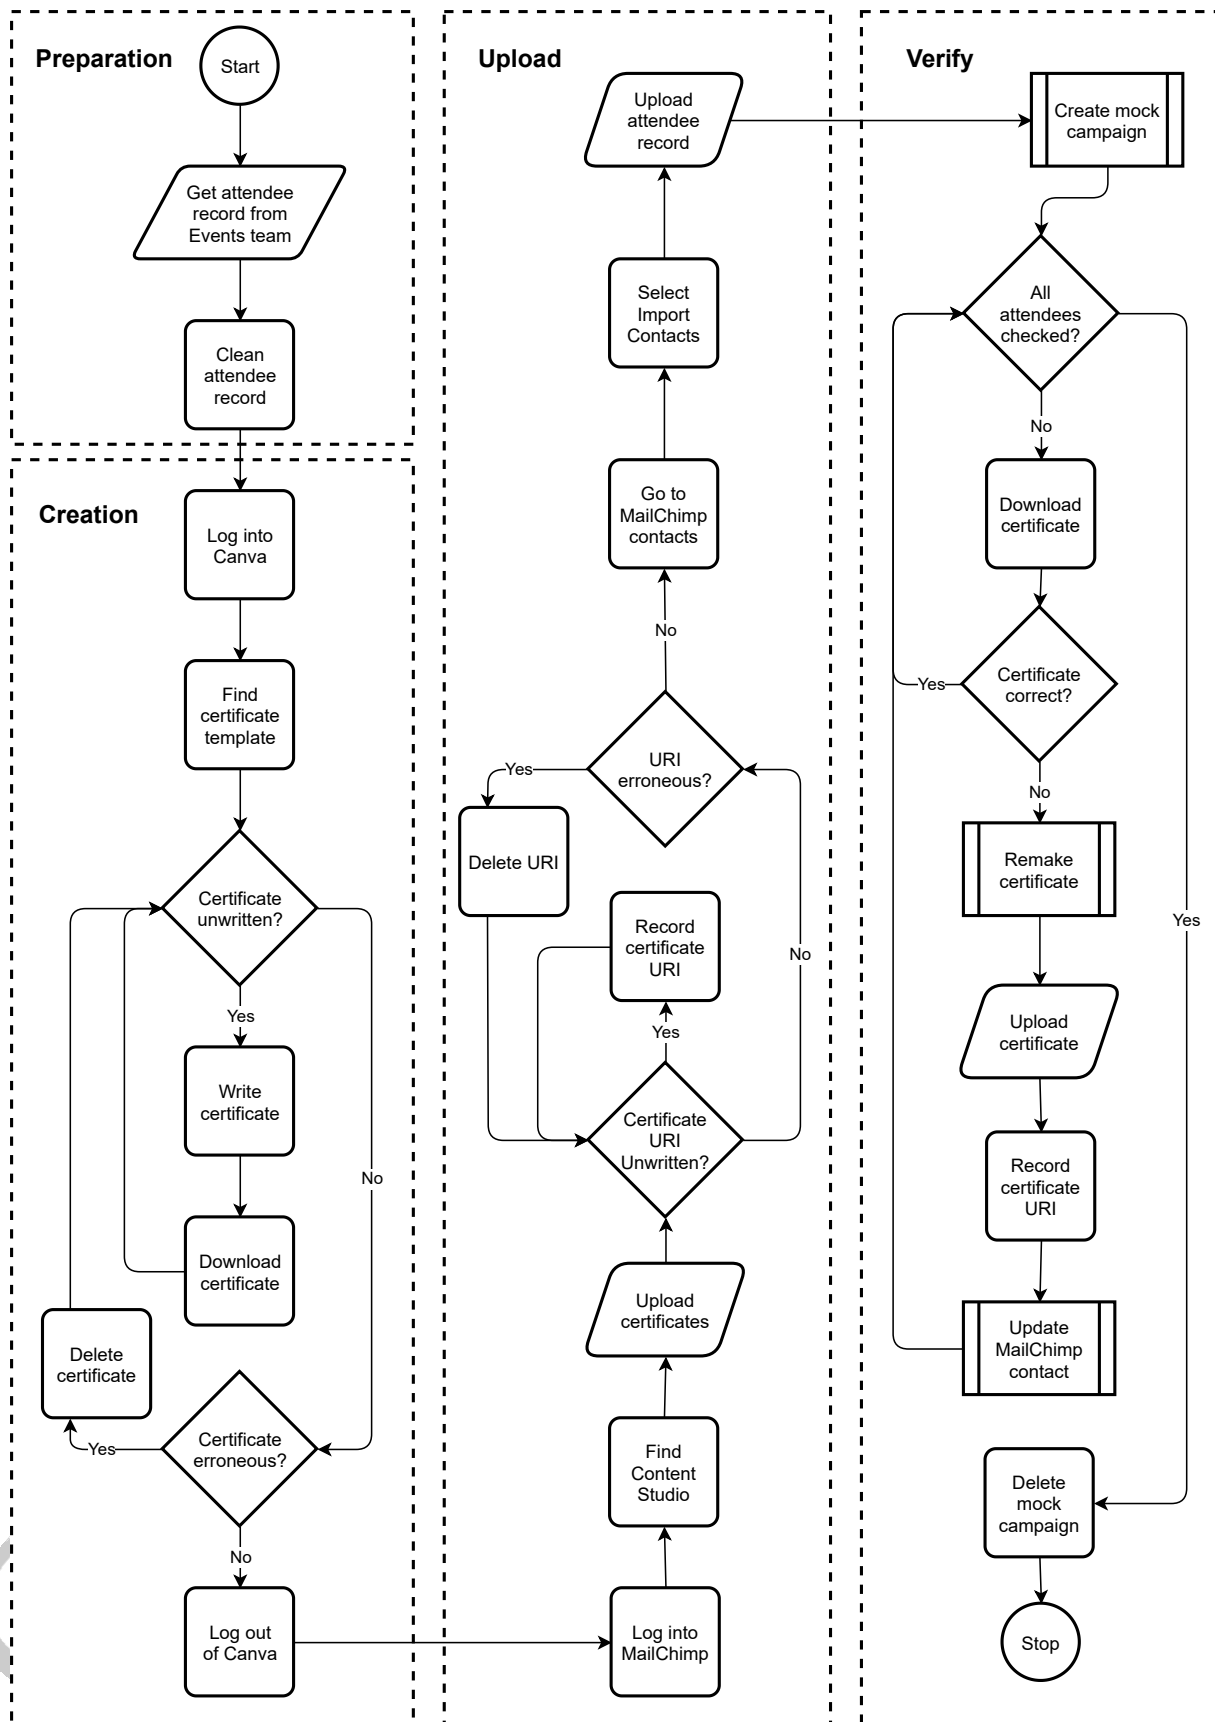 Preparation
Start
Get attendee
record from
Events team
Clean
attendee
record
Creation
Log into
Canva
Find
certificate
template
Certificate
unwritten?
Yes
Write
certificate
No
Download
certificate
Delete
certificate
Certificate
erroneous?
Yes
No
Log out
of Canva
Upload
Upload
attendee
record
Select
Import
Contacts
Go to
MailChimp
contacts
No
URI
erroneous?
Yes
Delete URI
Record
certificate
URI
No
Yes
Certificate
URI
Unwritten?
Upload
certificates
Find
Content
Studio
Log into
MailChimp
Verify
Create mock
campaign
All
attendees
checked?
No
Download
certificate
Certificate
correct?
Yes
No
Remake
certificate
Yes
Upload
certificate
Record
certificate
URI
Update
MailChimp
contact
Delete
mock
campaign
Stop